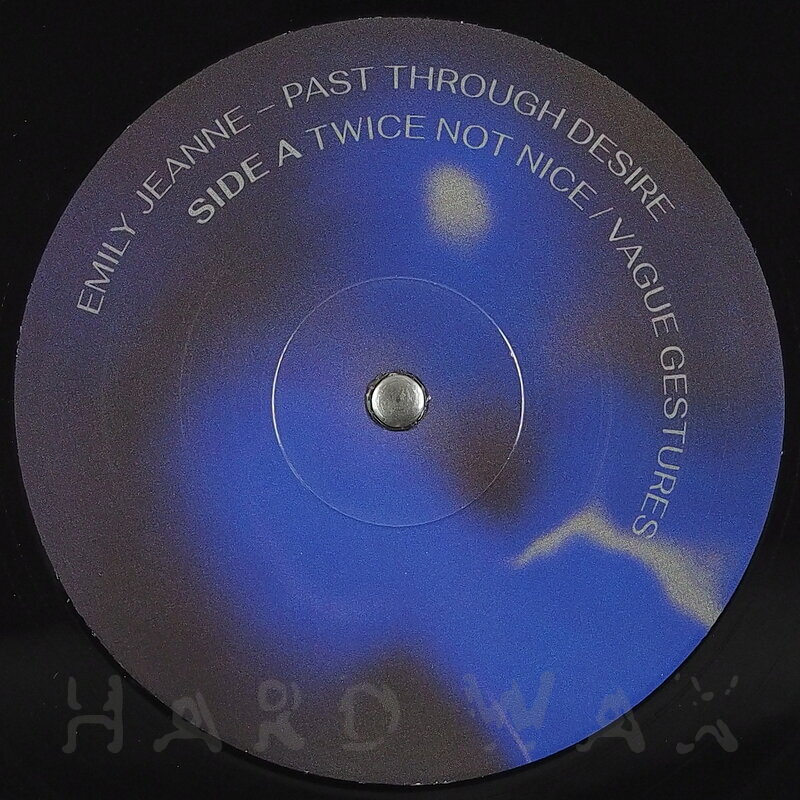 EMILY JEANNE – PAST THROUGH DESIRE
SIDE A TWICE NOT NICE / VAGUE GESTURES
HARD WAX